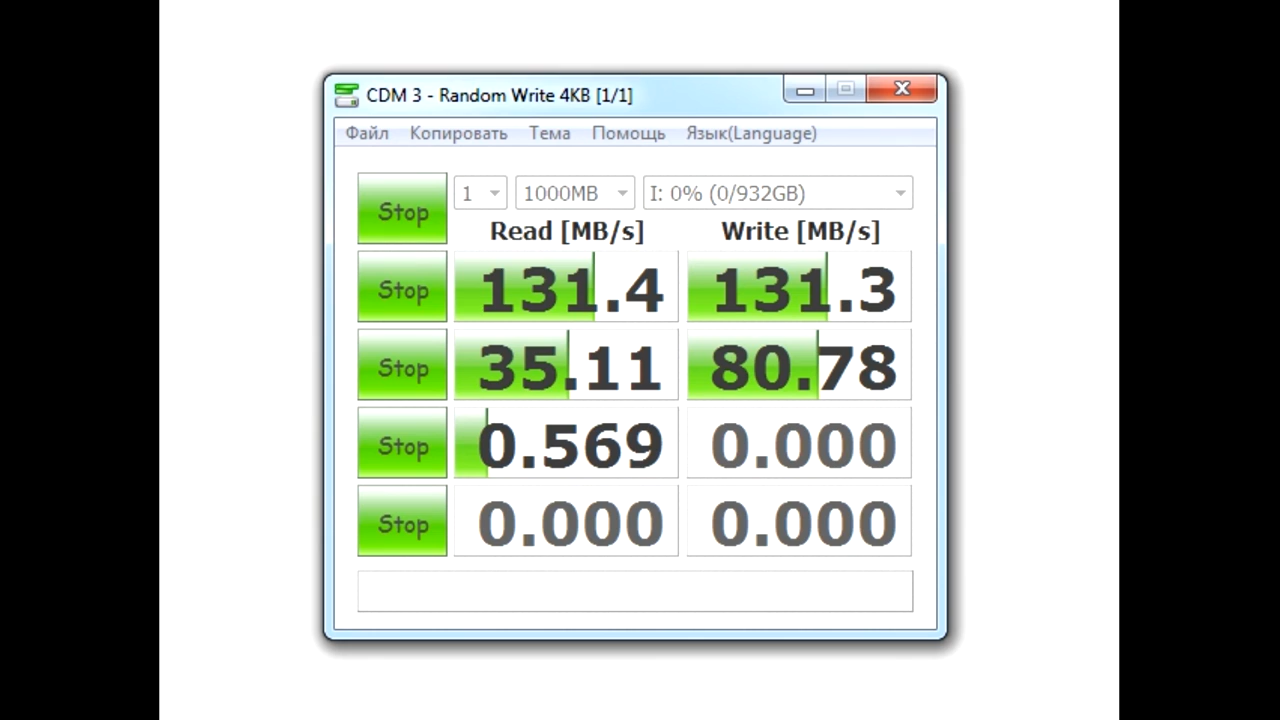 CDM 3 - Random Write 4KB [1/1]
Файл Копировать Тема Помощь Язык(Language)
Stop 1 1000MB I: 0% (0/932GB)
Read [MB/s] Write [MB/s]
Stop 131.4 131.3
Stop 35.11 80.78
Stop 0.569 0.000
Stop 0.000 0.000